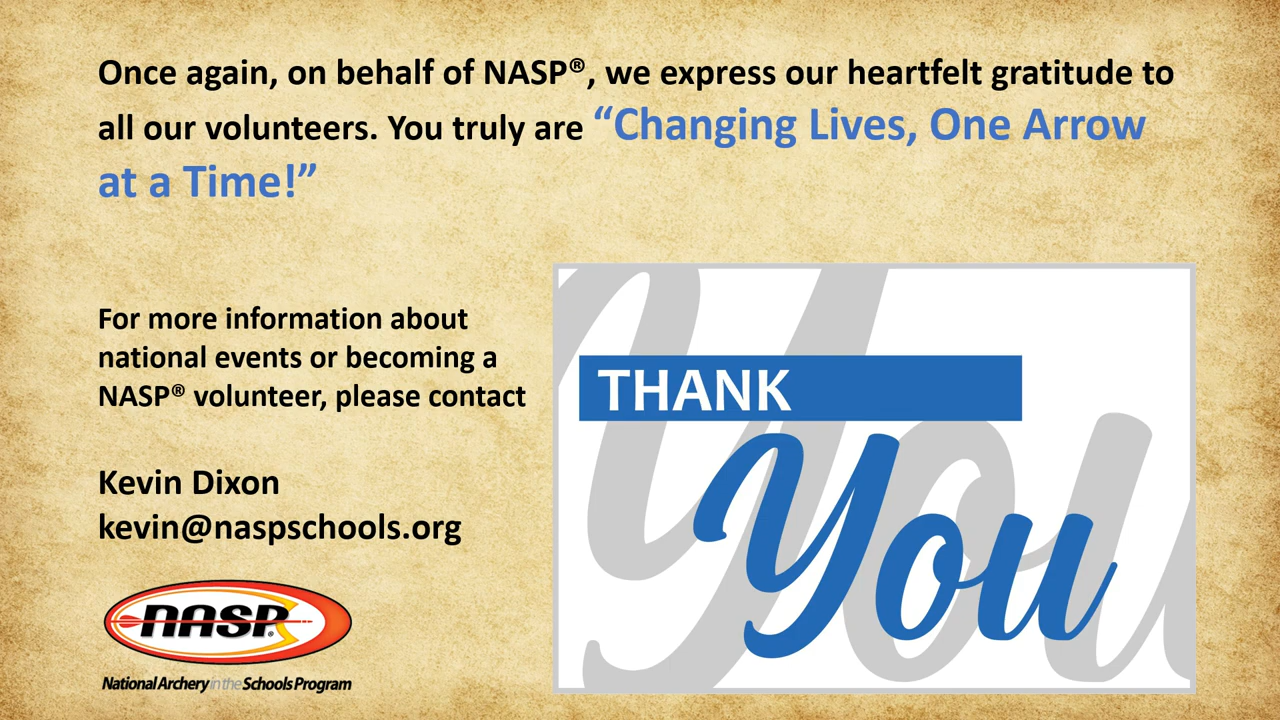 Once again, on behalf of NASP®, we express our heartfelt gratitude to
all our volunteers. You truly are “Changing Lives, One Arrow
at a Time!”
For more information about
national events or becoming a
NASP® volunteer, please contact
Kevin Dixon
kevin@naspschools.org
NASP®
National Archery in the Schools Program
You
THANK
You